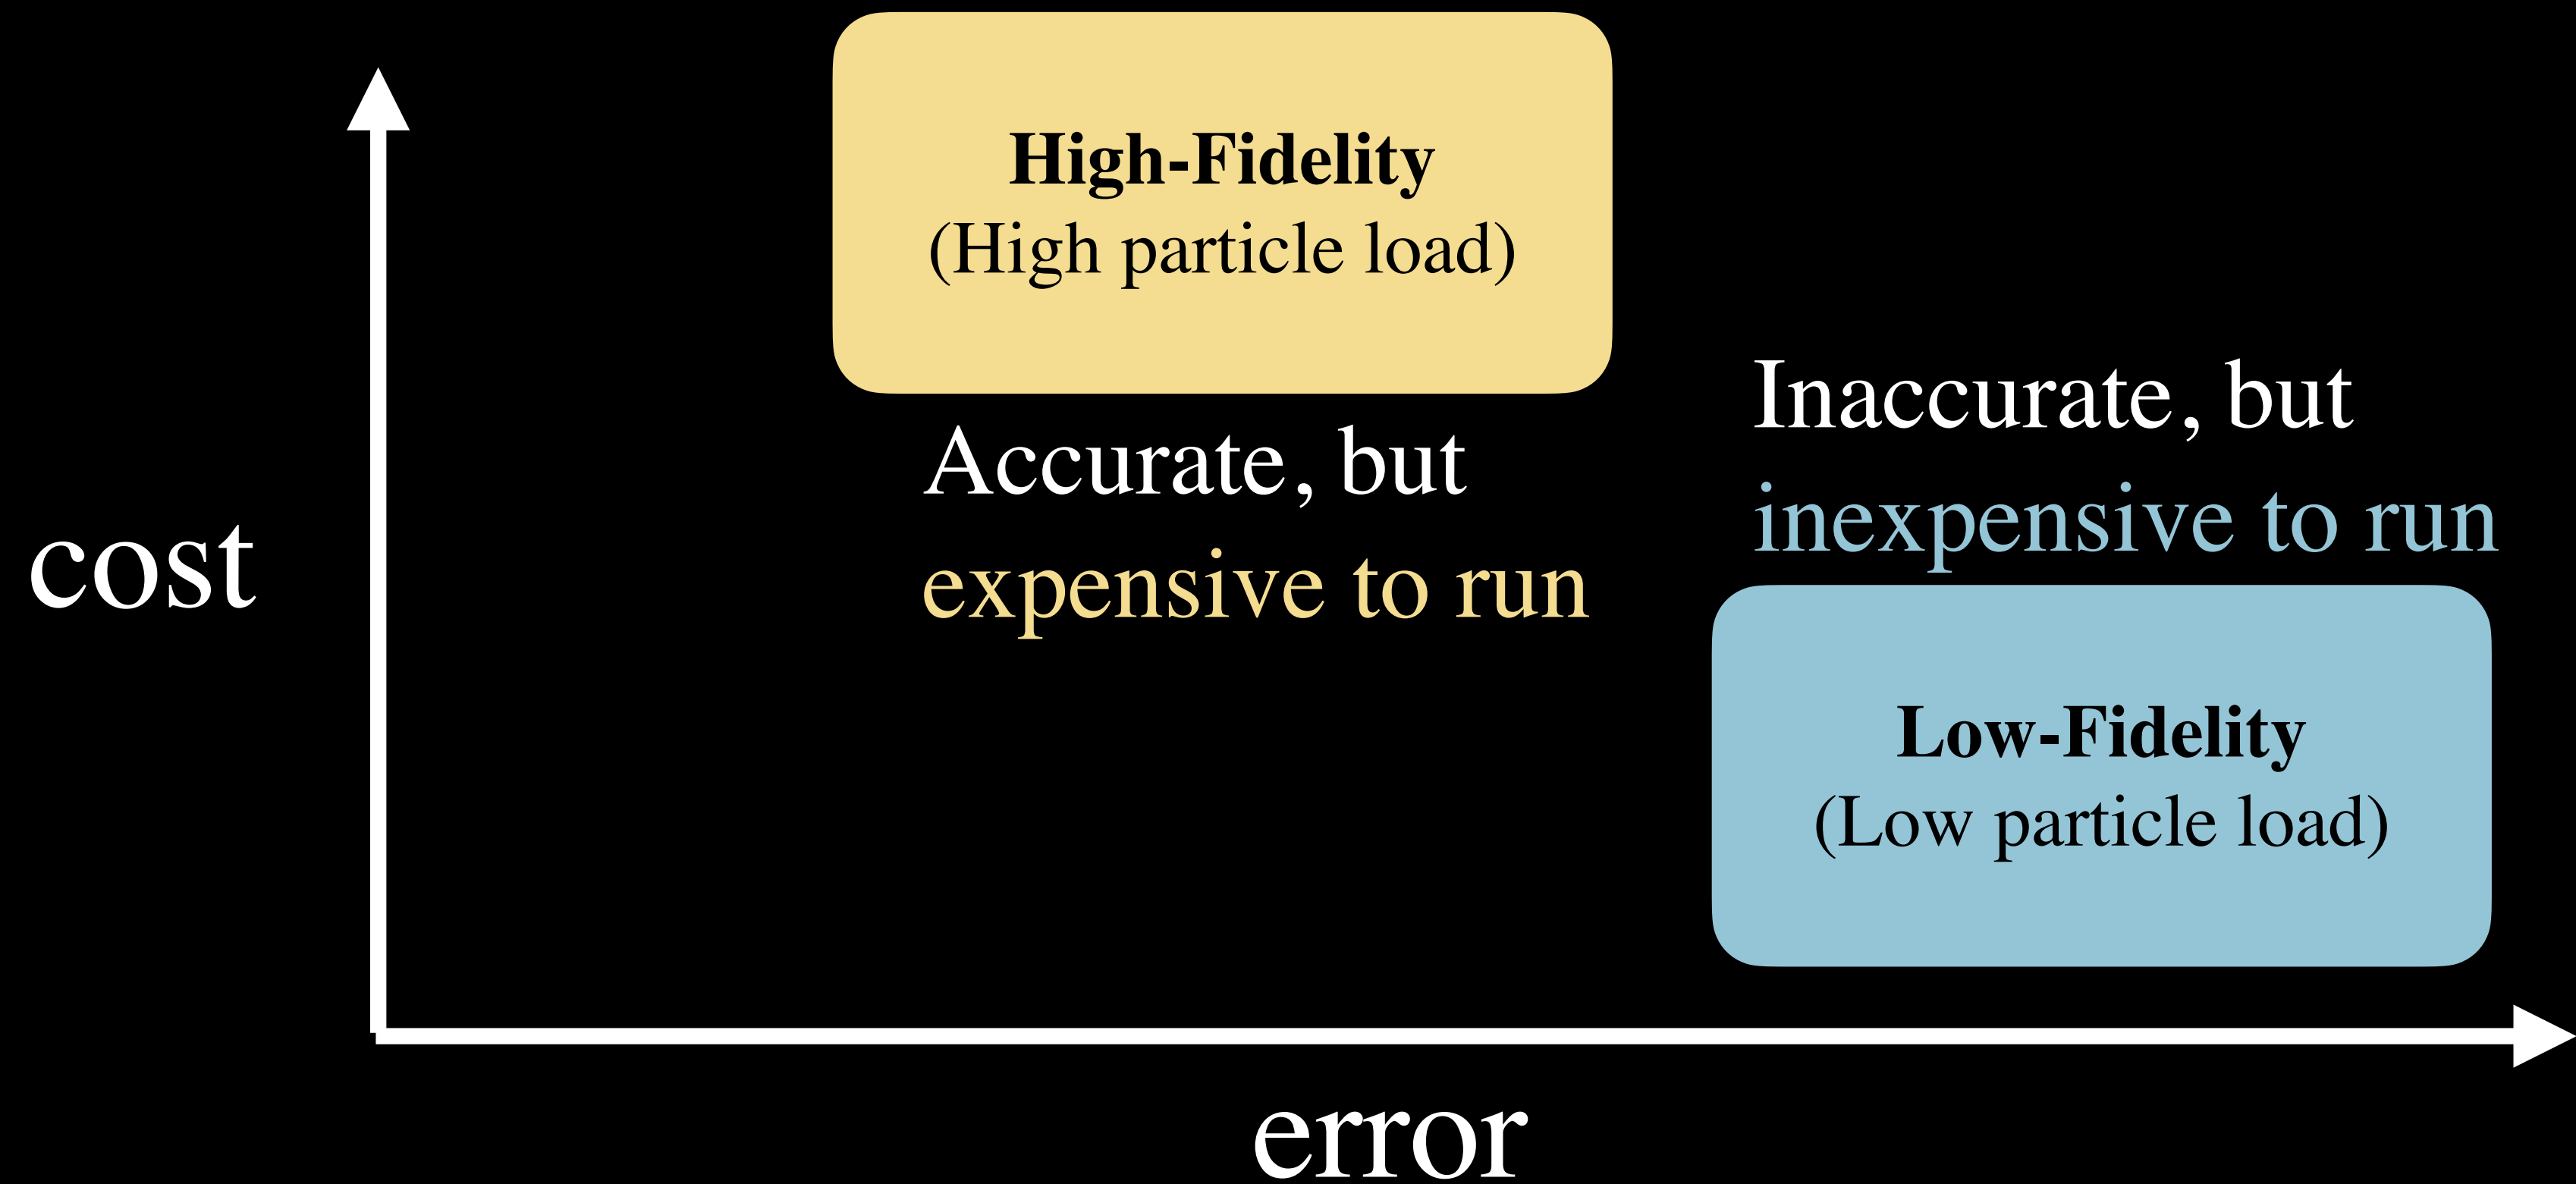 High-Fidelity
(High particle load)
Accurate, but
expensive to run
Inaccurate, but
inexpensive to run
Low-Fidelity
(Low particle load)
cost
error